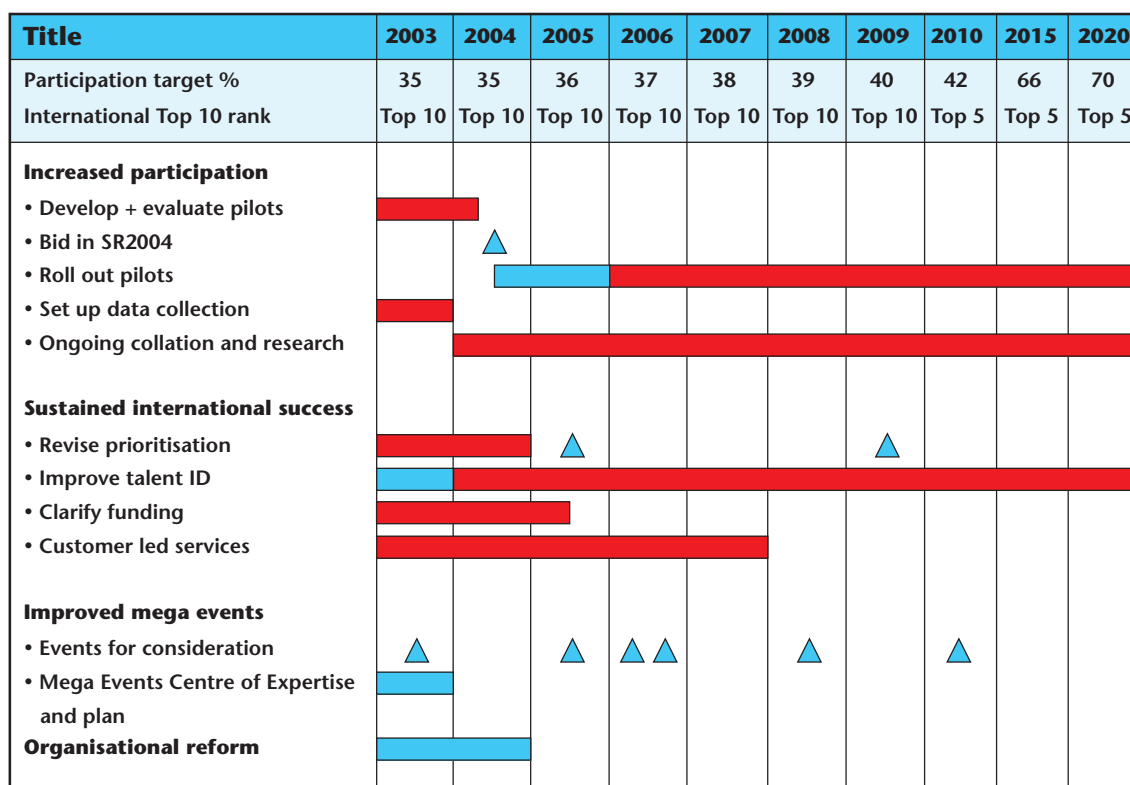 Title 2003 2004 2005 2006 2007 2008 2009 2010 2015 2020
Participation target % 35 35 36 37 38 39 40 42 66 70
International Top 10 rank Top 10 Top 10 Top 10 Top 10 Top 10 Top 10 Top 10 Top 5 Top 5 Top 5
Increased participation
• Develop + evaluate pilots
• Bid in SR2004
• Roll out pilots
• Set up data collection
• Ongoing collation and research
Sustained international success
• Revise prioritisation
• Improve talent ID
• Clarify funding
• Customer led services
Improved mega events
• Events for consideration
• Mega Events Centre of Expertise
and plan
Organisational reform